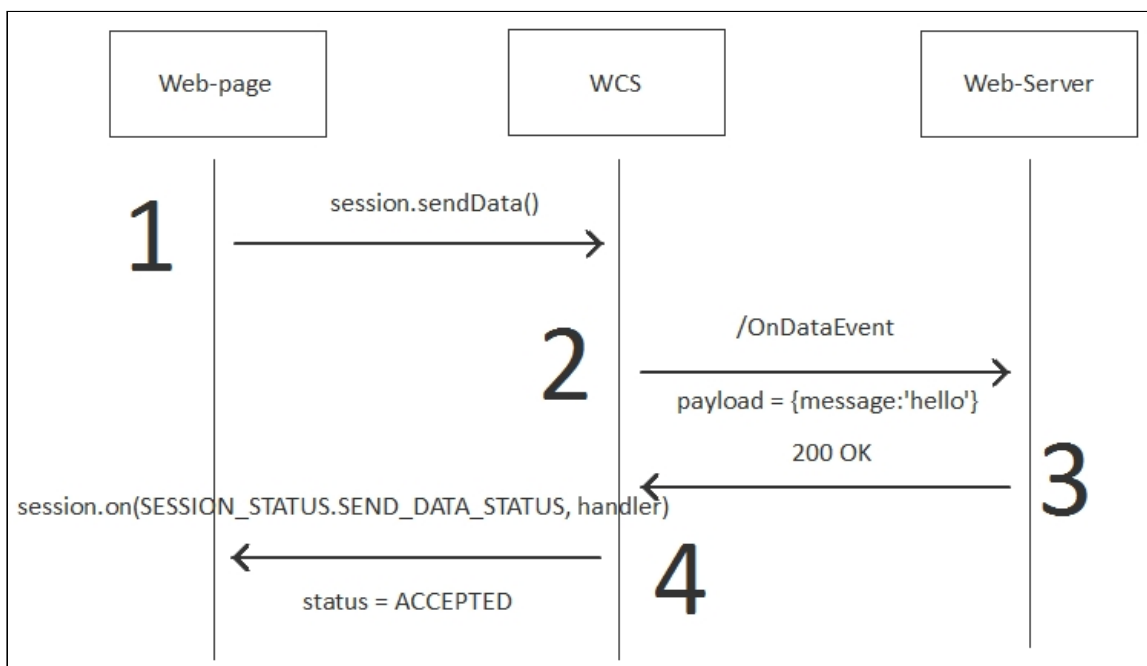 Web-page
WCS
Web-Server
1
session.sendData()
2
/OnDataEvent
payload = {message:'hello'}
200 OK
3
session.on(SESSION_STATUS.SEND_DATA_STATUS, handler)
4
status = ACCEPTED